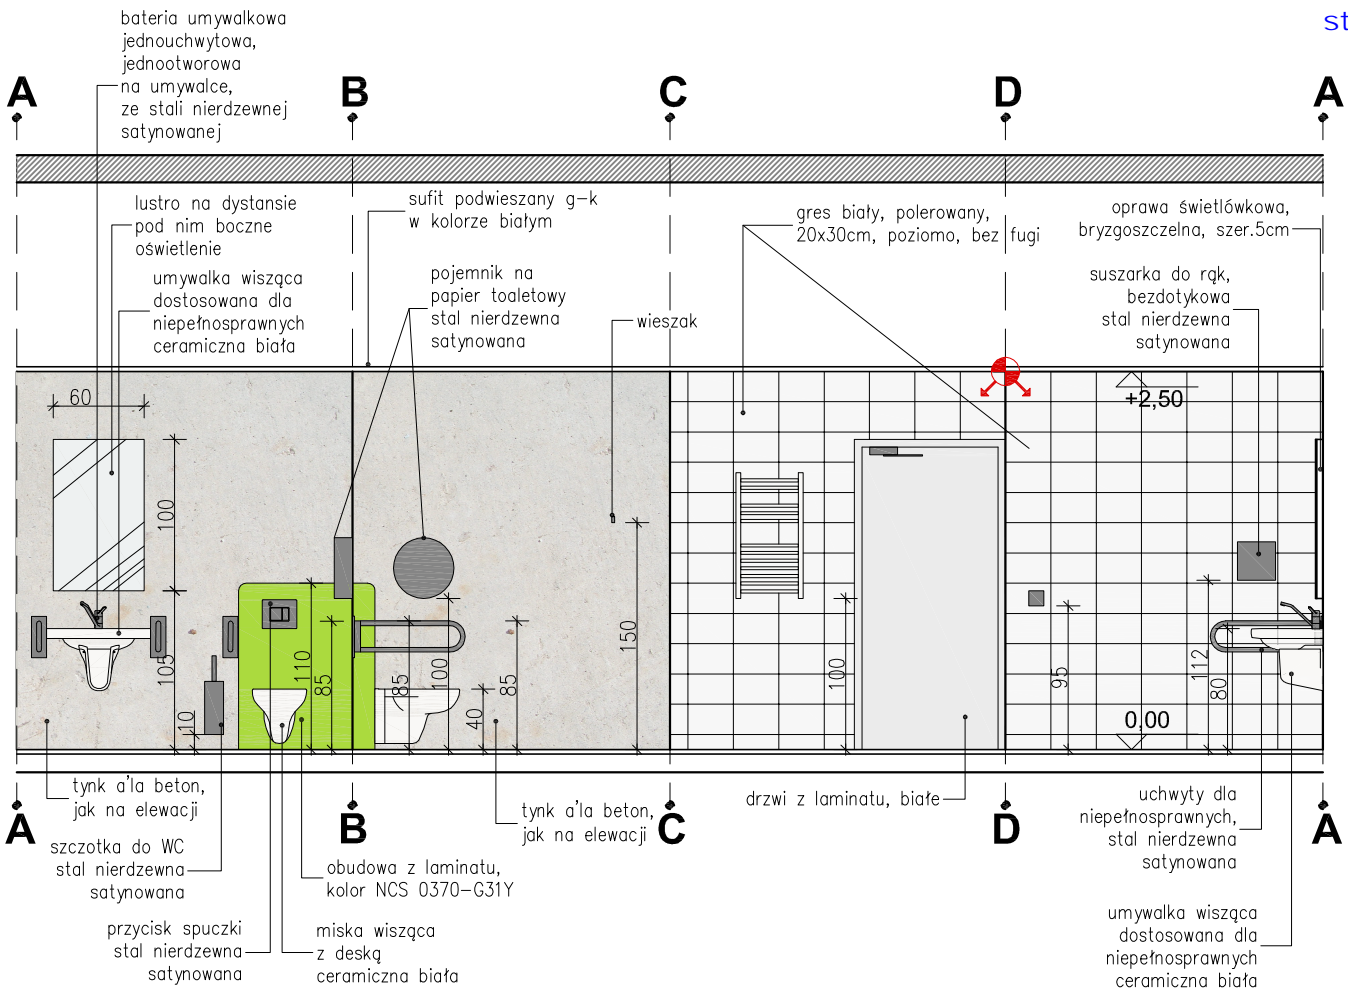 st
bateria umywalkowa
jednouchwytowa,
jednootworowa
na umywalce,
ze stali nierdzewnej
satynowanej
A
B
C
D
A
lustro na dystansie
pod nim boczne
oświetlenie
umywalka wisząca
dostosowana dla
niepełnosprawnych
ceramiczna biała
sufit podwieszany g-k
w kolorze białym
pojemnik na
papier toaletowy
stal nierdzewna
satynowana
wieszak
gres biały, polerowany,
20x30cm, poziomo, bez fugi
oprawa świetlówkowa,
bryzgoszczelna, szer.5cm
suszarka do rąk,
bezdotykowa
stal nierdzewna
satynowana
60
100
105
10
110
85
85
100
40
85
150
100
+2,50
0,00
95
112
80
tynk a'la beton,
jak na elewacji
A
B
C
D
A
szczotka do WC
stal nierdzewna
satynowana
przycisk spuczki
stal nierdzewna
satynowana
obudowa z laminatu,
kolor NCS 0370-G31Y
miska wisząca
z deską
ceramiczna biała
tynk a'la beton,
jak na elewacji
drzwi z laminatu, białe
uchwyty dla
niepełnosprawnych,
stal nierdzewna
satynowana
umywalka wisząca
dostosowana dla
niepełnosprawnych
ceramiczna biała